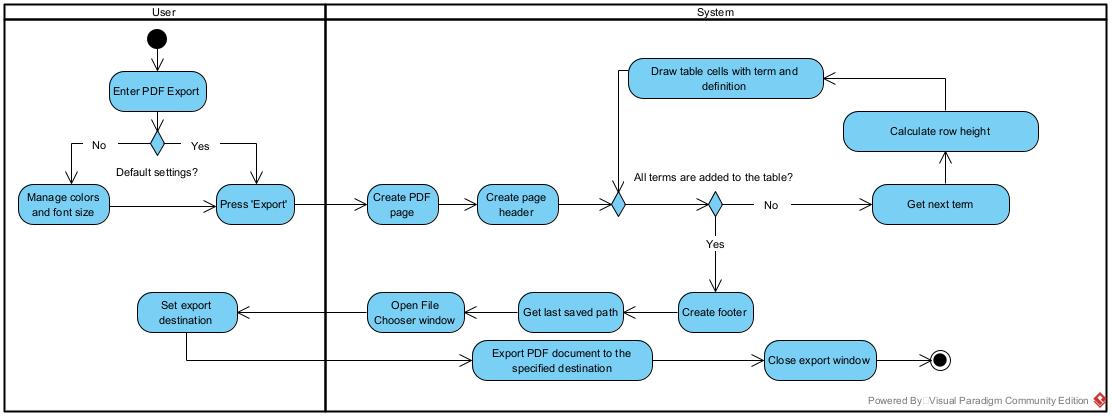 User
System
Enter PDF Export
Draw table cells with term and
definition
Calculate row height
No
Yes
Default settings?
All terms are added to the table?
Manage colors
and font size
Press 'Export'
Create PDF
page
Create page
header
No
Get next term
Yes
Set export
destination
Open File
Chooser window
Get last saved path
Create footer
Export PDF document to the
specified destination
Close export window
Powered By Visual Paradigm Community Edition